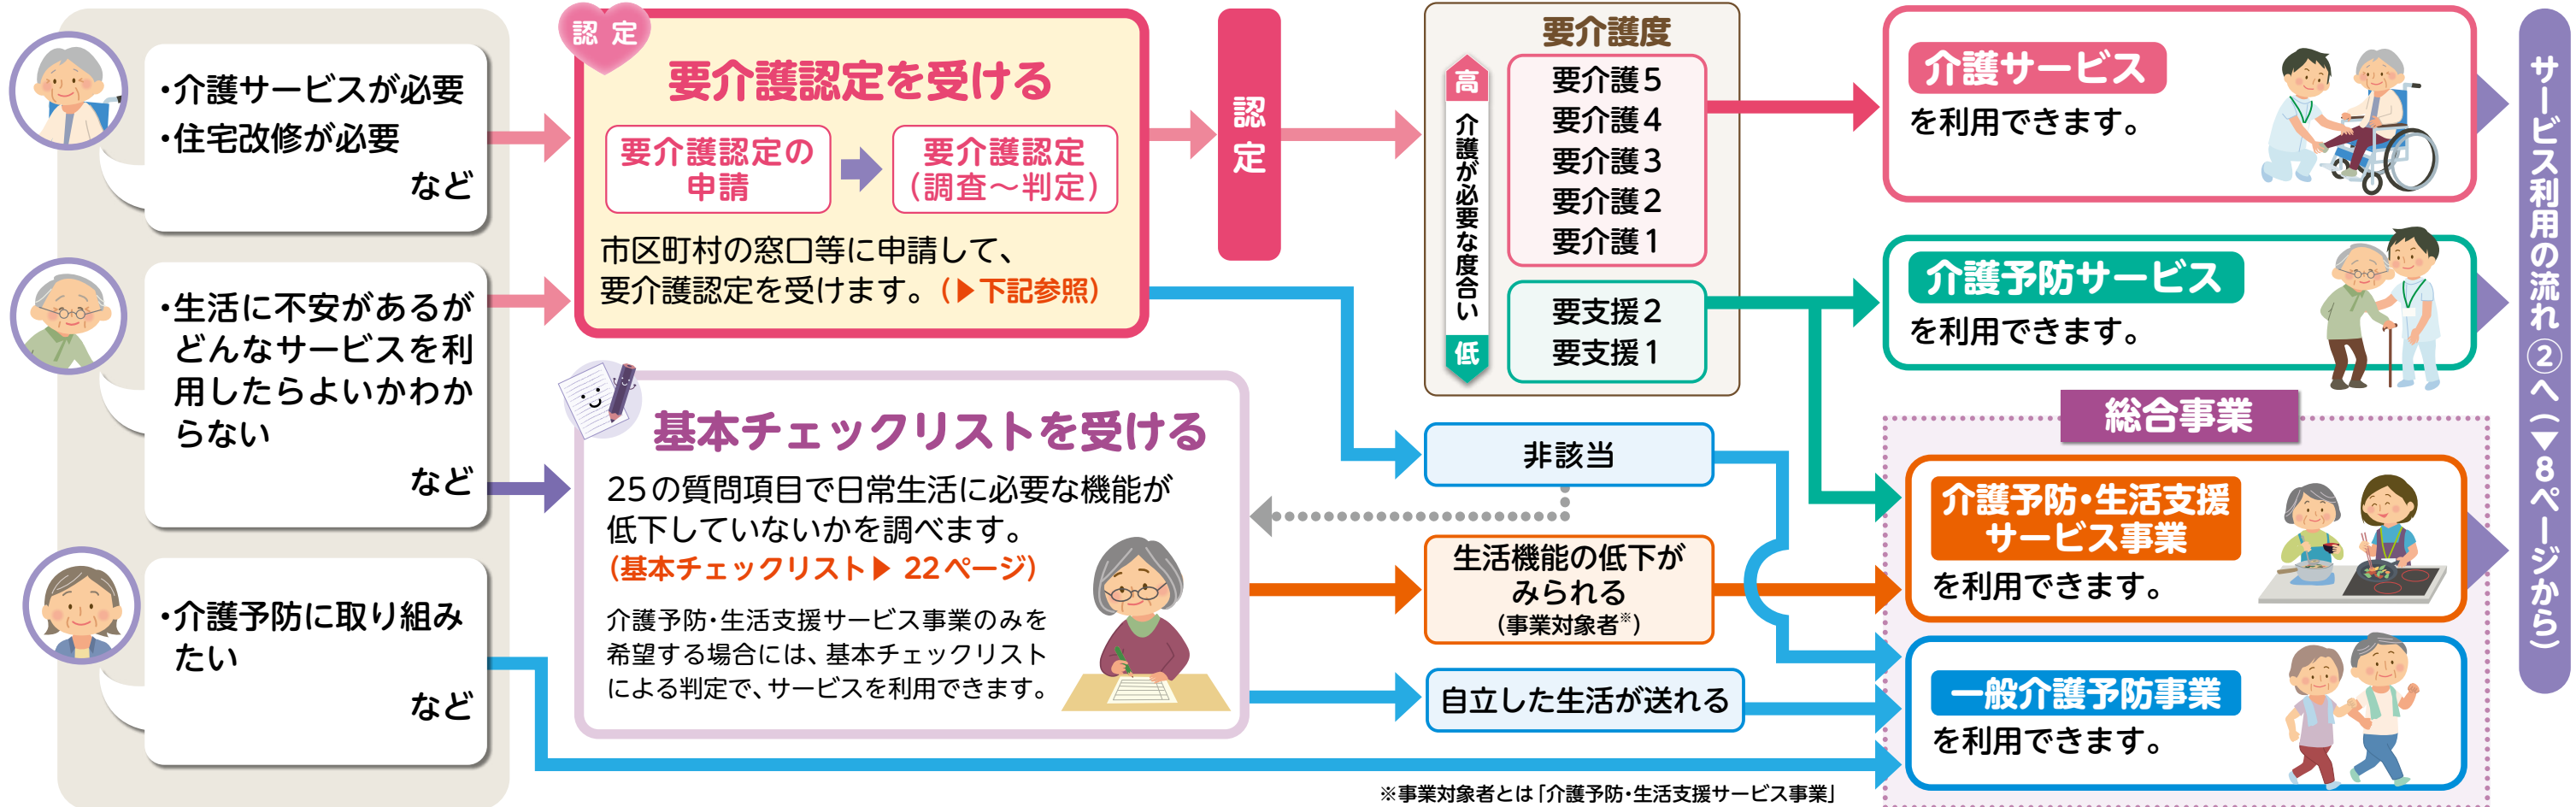 ・介護サービスが必要
・住宅改修が必要
など
・生活に不安があるが
どんなサービスを利
用したらよいかわか
らない
など
・介護予防に取り組み
たい
など
認 定
要介護認定を受ける
要介護認定の
申請
要介護認定
(調査～判定)
市区町村の窓口等に申請して、
要介護認定を受けます。(▶下記参照)
基本チェックリストを受ける
25の質問項目で日常生活に必要な機能が
低下していないかを調べます。
(基本チェックリスト▶ 22ページ)
介護予防・生活支援サービス事業のみを
希望する場合には、基本チェックリスト
による判定で、サービスを利用できます。
認定
要介護度
高
介護が必要な度合い
低
要介護5
要介護4
要介護3
要介護2
要介護1
要支援2
要支援1
非該当
生活機能の低下が
みられる
(事業対象者※)
自立した生活が送れる
介護サービス
を利用できます。
介護予防サービス
を利用できます。
総合事業
介護予防・生活支援
サービス事業
を利用できます。
一般介護予防事業
を利用できます。
※事業対象者とは「介護予防・生活支援サービス事業」
サービス利用の流れ②へ(▼8ページから)